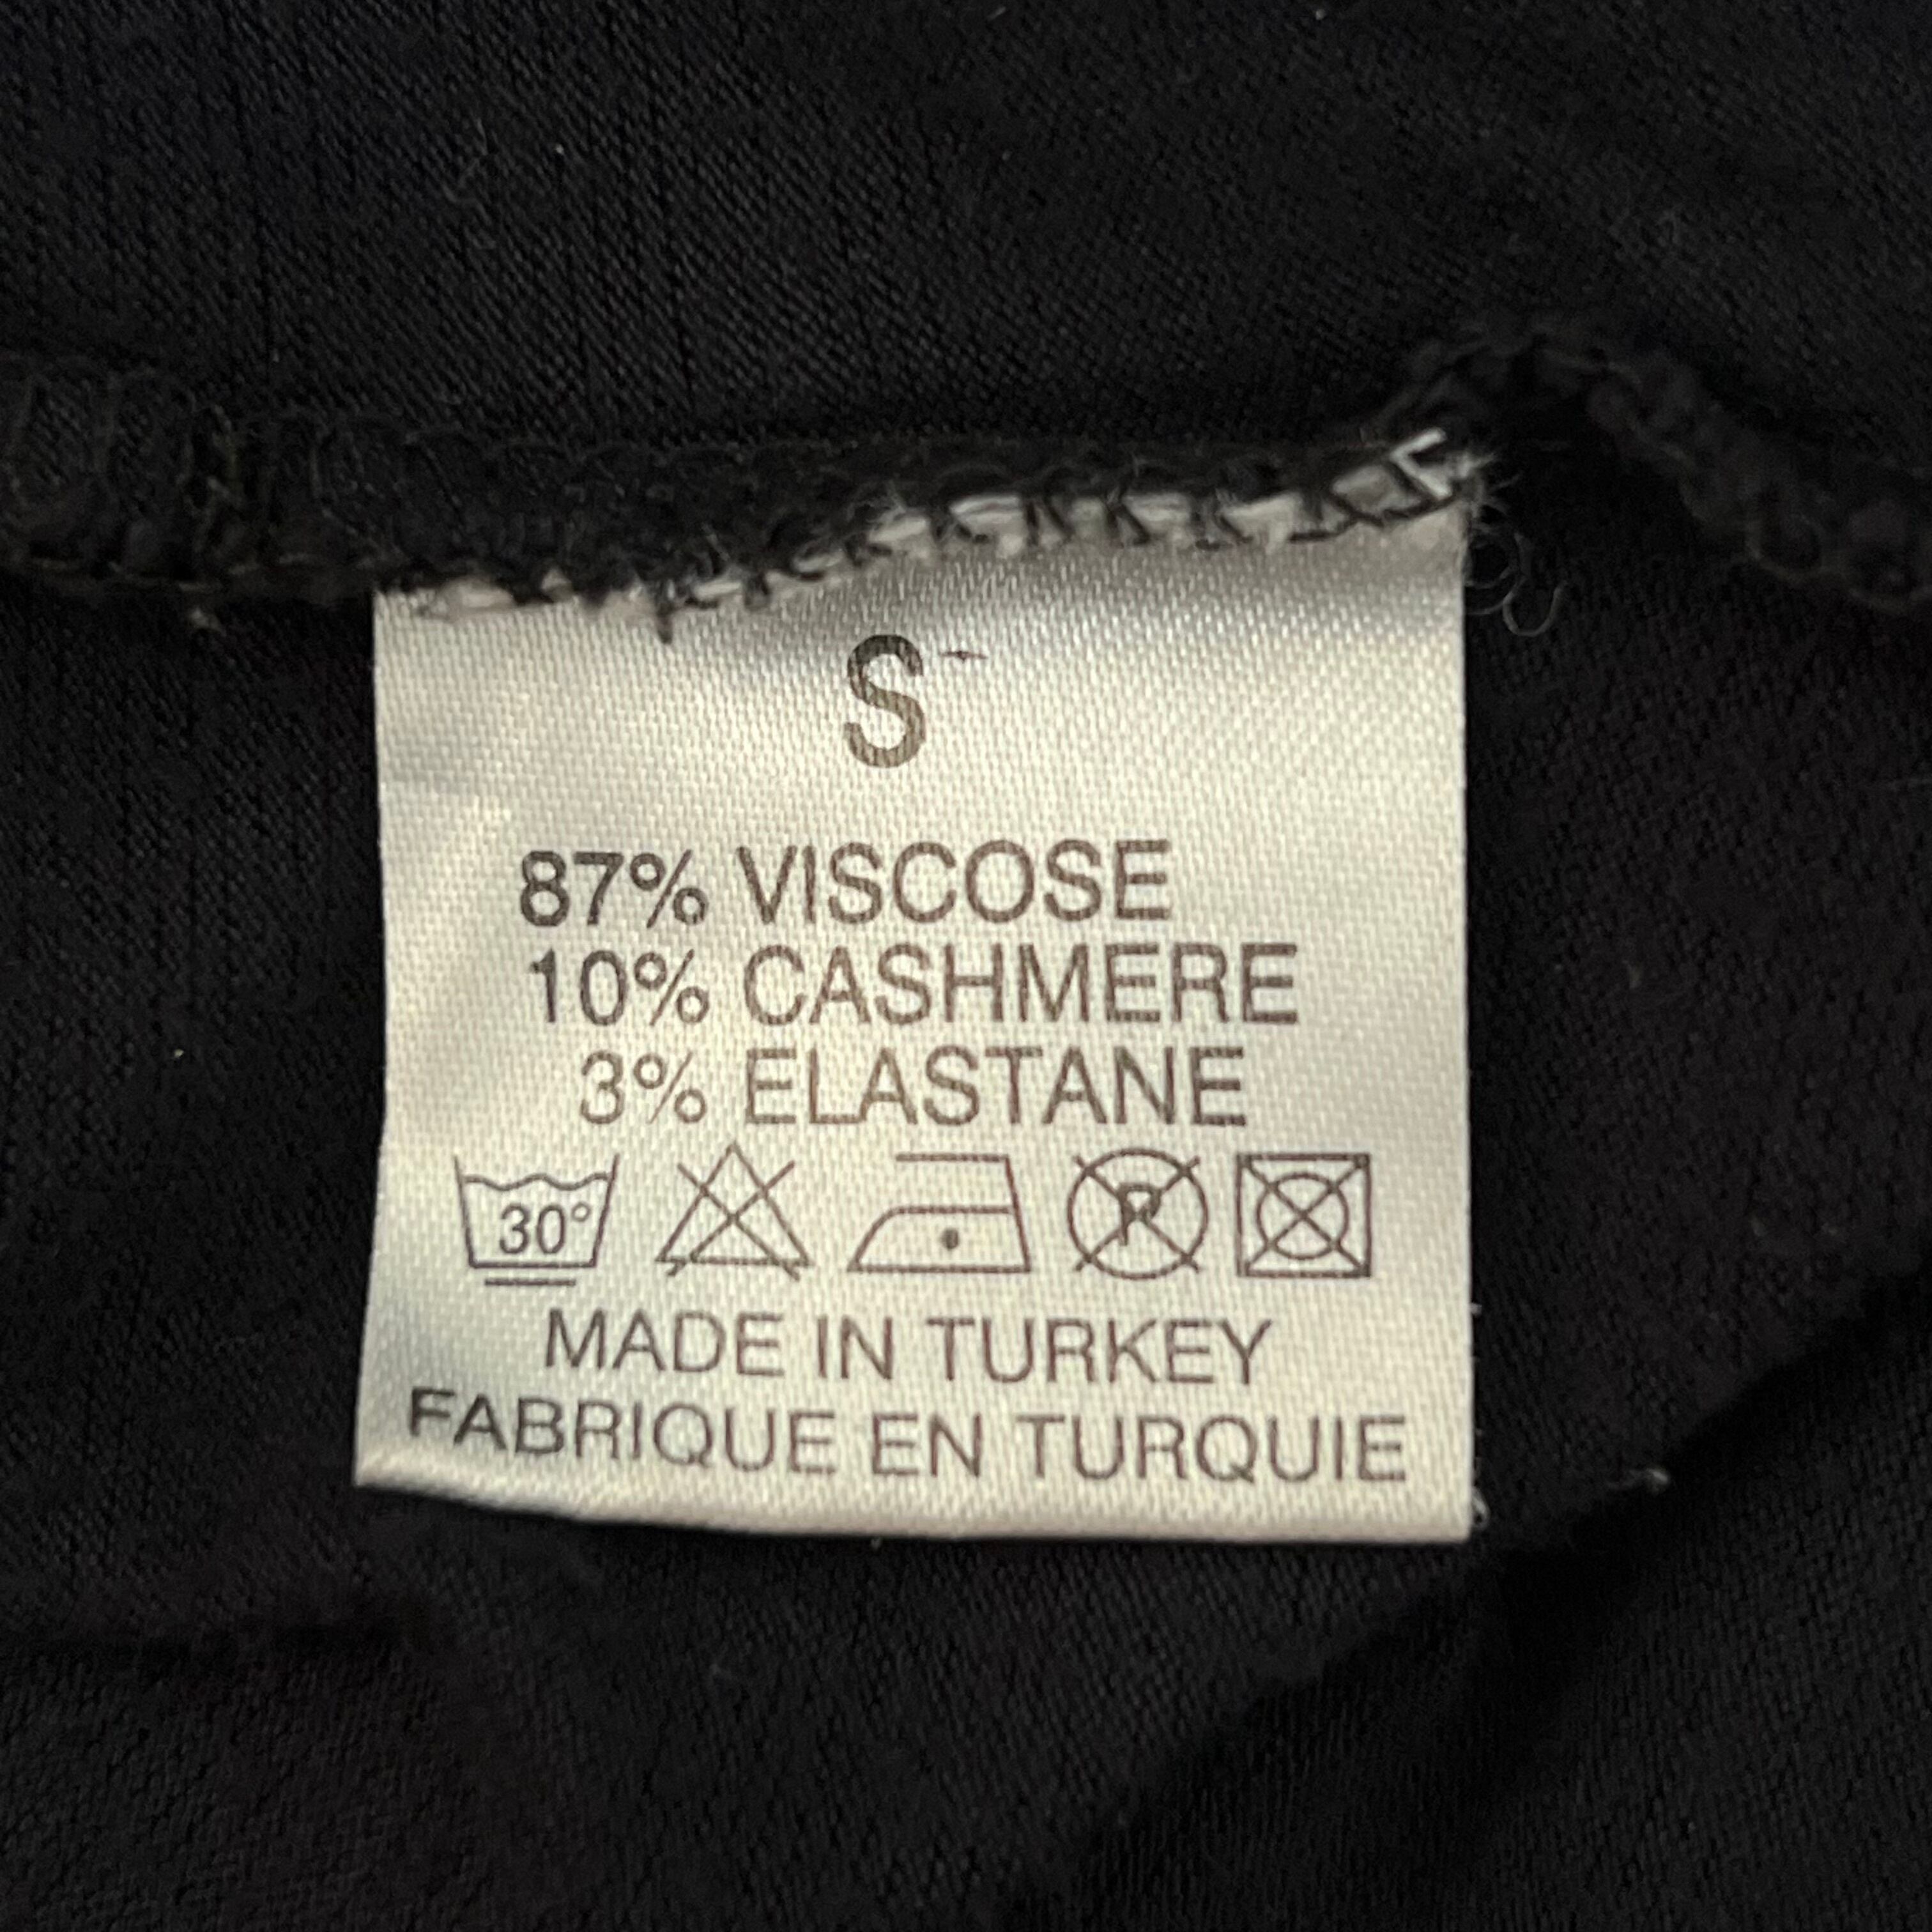 S
87% VISCOSE
10% CASHMERE
3% ELASTANE
30° P
MADE IN TURKEY
FABRIQUE EN TURQUIE